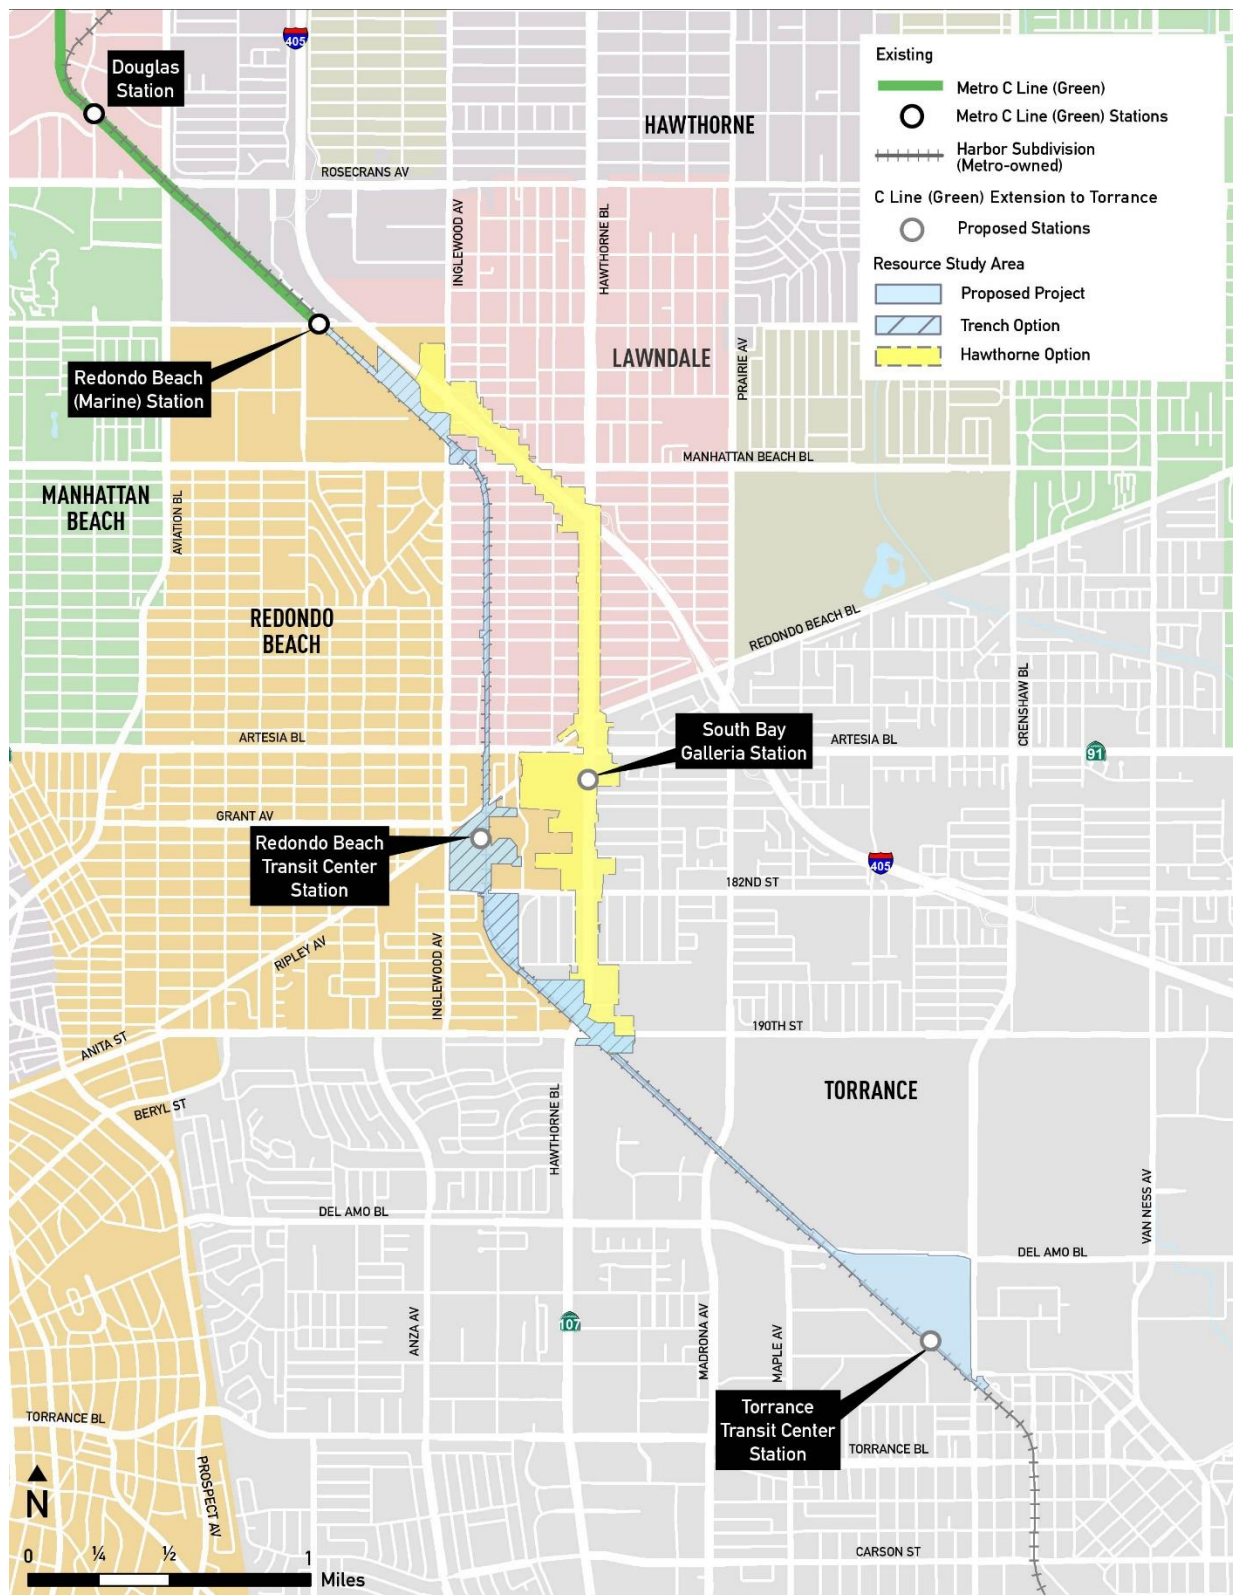 405
Douglas
Station
HAWTHORNE
ROSECRANS AV
INGLEWOOD AV
HAWTHORNE BL
Existing
Metro C Line (Green)
Metro C Line (Green) Stations
Harbor Subdivision
(Metro-owned)
C Line (Green) Extension to Torrance
Proposed Stations
Resource Study Area
Proposed Project
Trench Option
Hawthorne Option
LAWNDALE
PRAIRIE AV
Redondo Beach
(Marine) Station
MANHATTAN BEACH BL
MANHATTAN
BEACH
AVIATION BL
REDONDO
BEACH
REDONDO BEACH BL
CRENSHAW BL
ARTESIA BL
South Bay
Galleria Station
ARTESIA BL
91
GRANT AV
Redondo Beach
Transit Center
Station
405
182ND ST
RIPLEY AV
INGLEWOOD AV
190TH ST
ANITA ST
BERYL ST
TORRANCE
HAWTHORNE BL
VAN NESS AV
DEL AMO BL
DEL AMO BL
ANZA AV
107
MADRONA AV
MAPLE AV
Torrance
Transit Center
Station
TORRANCE BL
TORRANCE BL
PROSPECT AV
N
CARSON ST
0 ¼ ½ 1
Miles